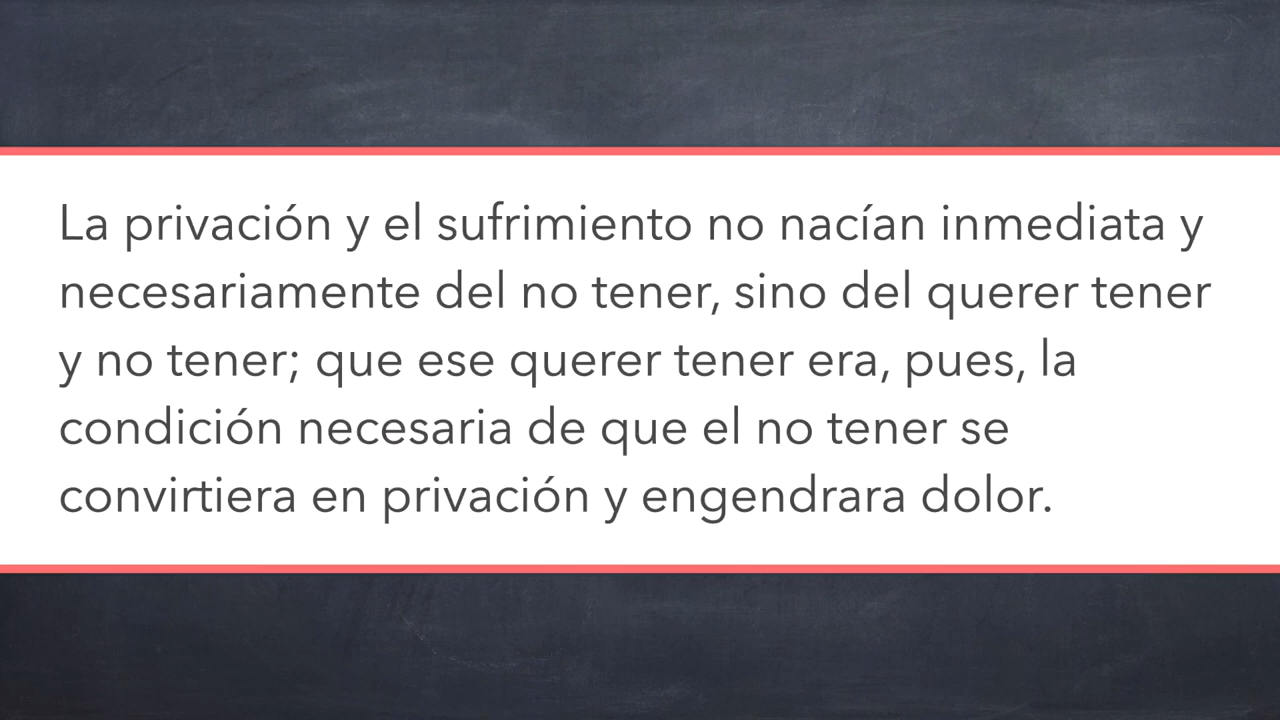 La privación y el sufrimiento no nacían inmediata y
necesariamente del no tener, sino del querer tener
y no tener; que ese querer tener era, pues, la
condición necesaria de que el no tener se
convirtiera en privación y engendrara dolor.